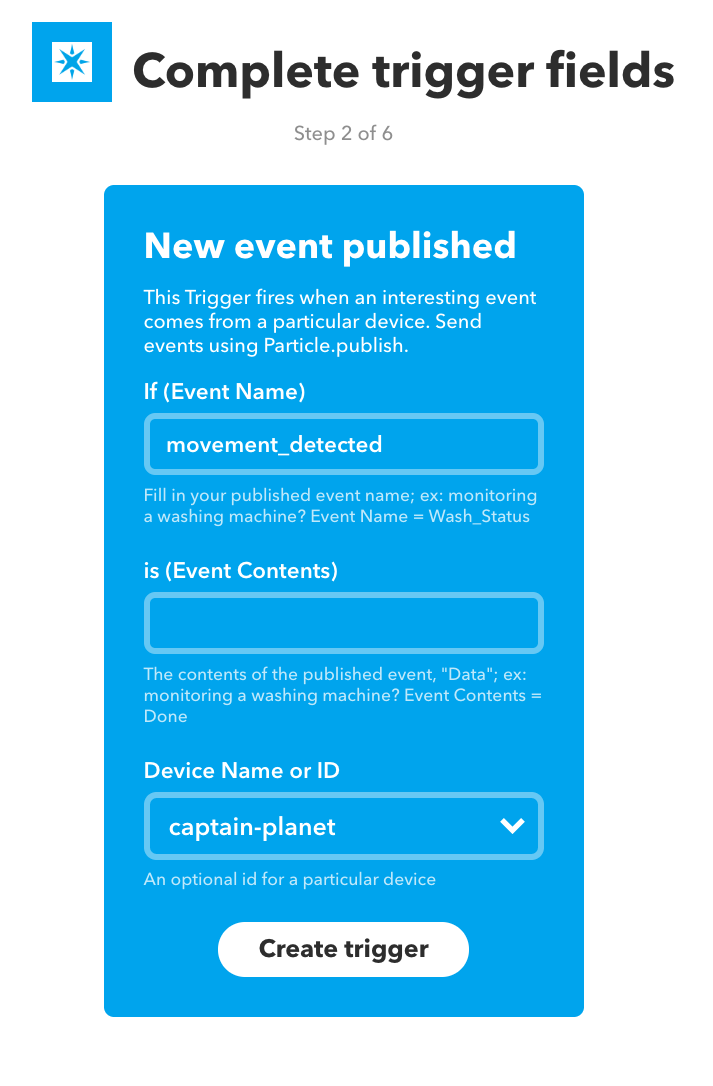 Complete trigger fields
Step 2 of 6
New event published
This Trigger fires when an interesting event
comes from a particular device. Send
events using Particle.publish.
If (Event Name)
movement_detected
Fill in your published event name; ex: monitoring
a washing machine? Event Name = Wash_Status
is (Event Contents)
The contents of the published event, "Data"; ex:
monitoring a washing machine? Event Contents =
Done
Device Name or ID
captain-planet
An optional id for a particular device
Create trigger